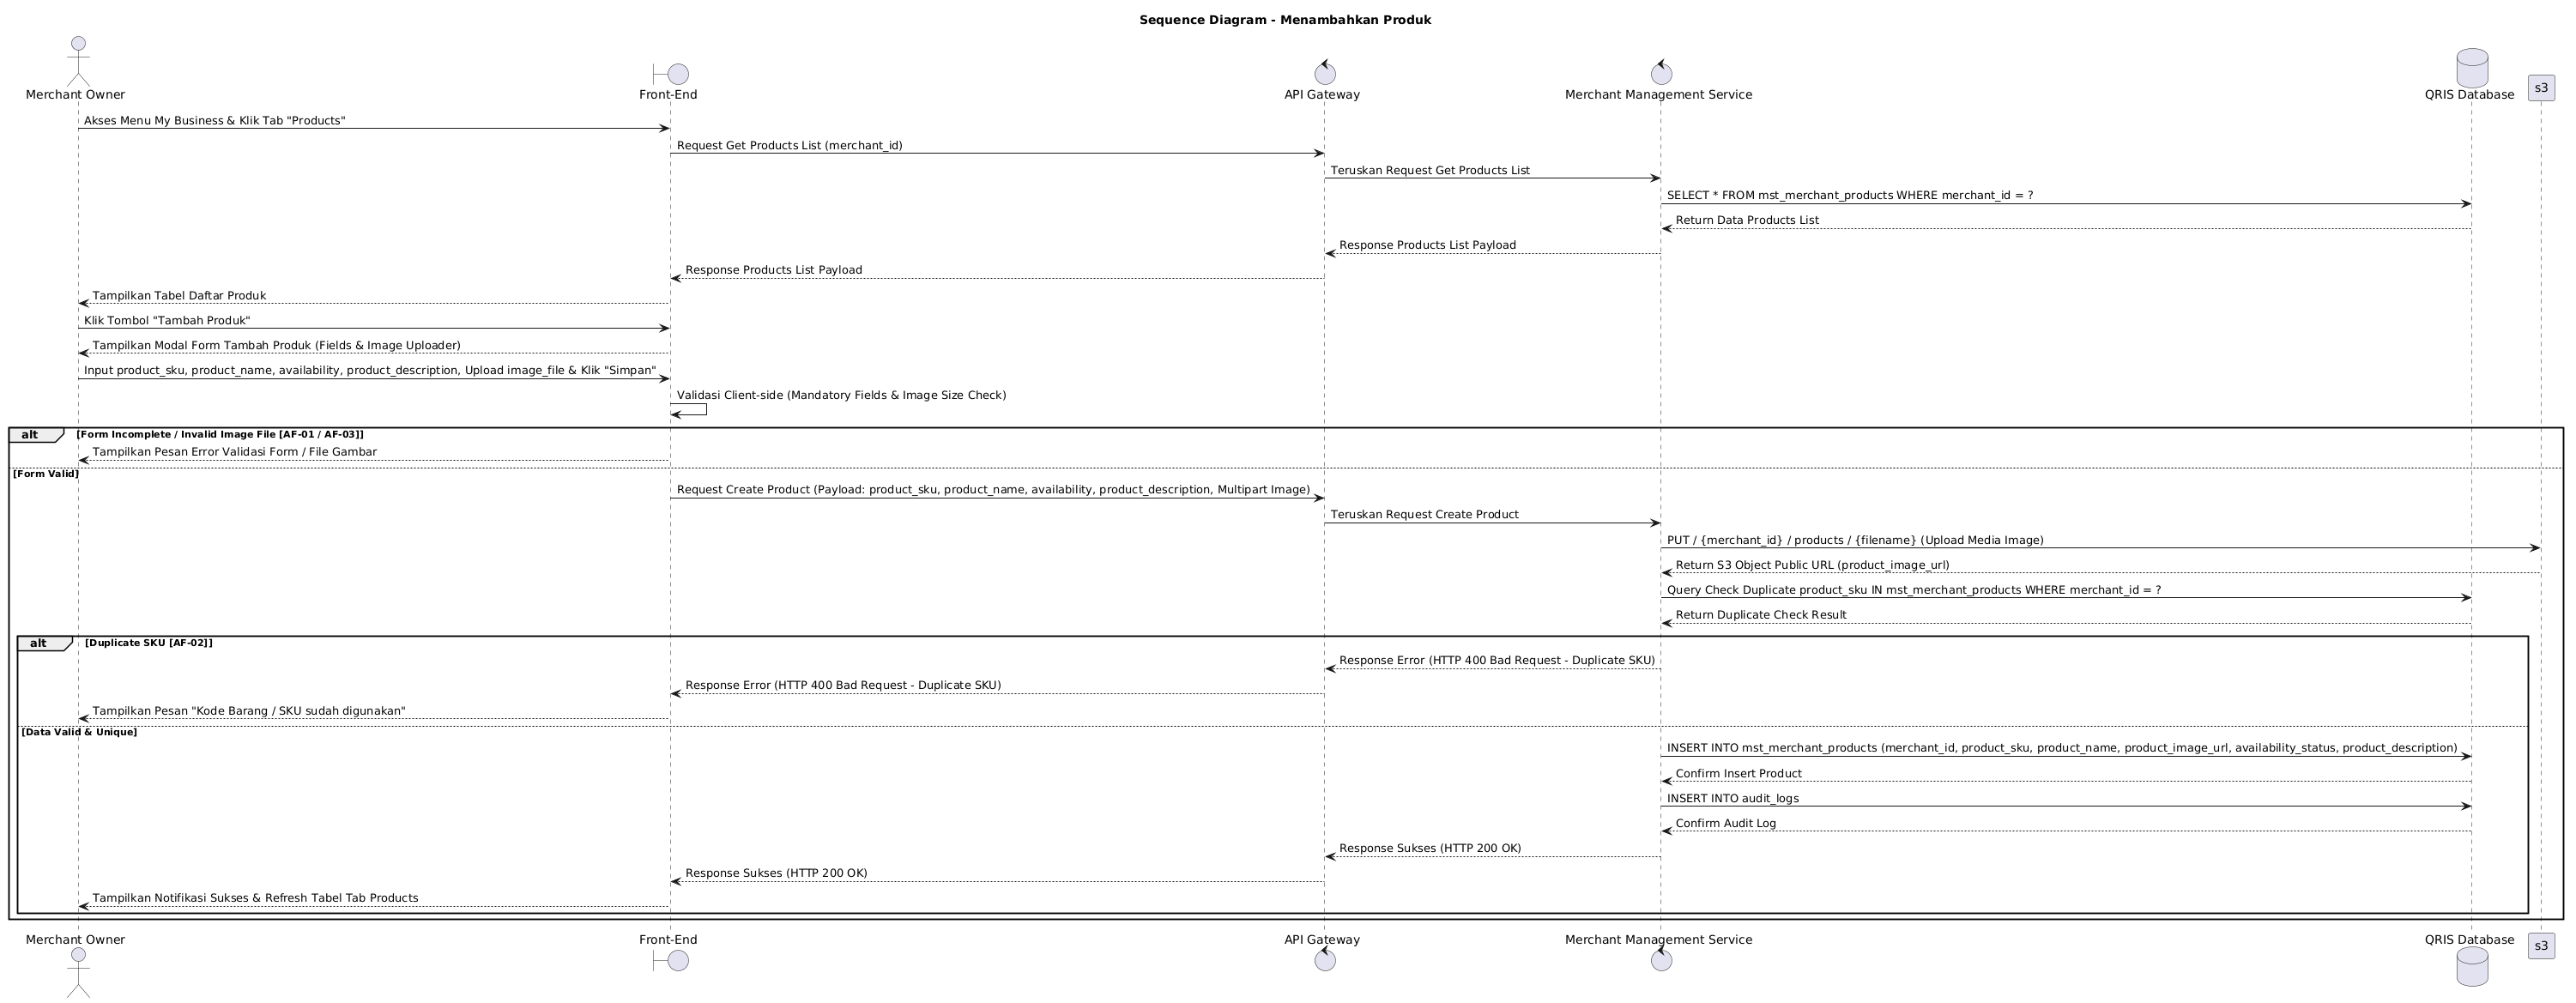 Sequence Diagram - Menambahkan Produk
Merchant Owner
Front-End
API Gateway
Merchant Management Service
QRIS Database
s3
Akses Menu My Business & Klik Tab "Products"
Request Get Products List (merchant_id)
Teruskan Request Get Products List
SELECT * FROM mst_merchant_products WHERE merchant_id = ?
Return Data Products List
Response Products List Payload
Response Products List Payload
Tampilkan Tabel Daftar Produk
Klik Tombol "Tambah Produk"
Tampilkan Modal Form Tambah Produk (Fields & Image Uploader)
Input product_sku, product_name, availability, product_description, Upload image_file & Klik "Simpan"
Validasi Client-side (Mandatory Fields & Image Size Check)
alt [Form Incomplete / Invalid Image File [AF-01 / AF-03]]
Tampilkan Pesan Error Validasi Form / File Gambar
[Form Valid]
Request Create Product (Payload: product_sku, product_name, availability, product_description, Multipart Image)
Teruskan Request Create Product
PUT / {merchant_id} / products / {filename} (Upload Media Image)
Return S3 Object Public URL (product_image_url)
Query Check Duplicate product_sku IN mst_merchant_products WHERE merchant_id = ?
Return Duplicate Check Result
alt [Duplicate SKU [AF-02]]
Response Error (HTTP 400 Bad Request - Duplicate SKU)
Response Error (HTTP 400 Bad Request - Duplicate SKU)
Tampilkan Pesan "Kode Barang / SKU sudah digunakan"
[Data Valid & Unique]
INSERT INTO mst_merchant_products (merchant_id, product_sku, product_name, product_image_url, availability_status, product_description)
Confirm Insert Product
INSERT INTO audit_logs
Confirm Audit Log
Response Sukses (HTTP 200 OK)
Response Sukses (HTTP 200 OK)
Tampilkan Notifikasi Sukses & Refresh Tabel Tab Products
Merchant Owner
Front-End
API Gateway
Merchant Management Service
QRIS Database
s3